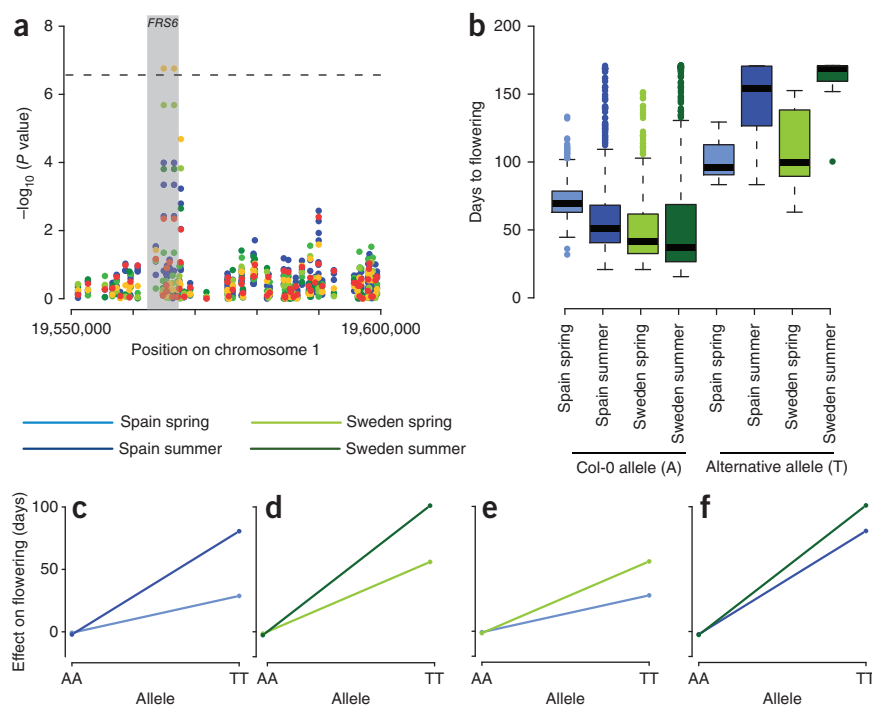 a
FRS6
8
6
4
2
0
–log10 (P value)
19,550,000
19,600,000
Position on chromosome 1
b
200
150
100
50
0
Days to flowering
Spain spring
Spain summer
Sweden spring
Sweden summer
Spain spring
Spain summer
Sweden spring
Sweden summer
Col-0 allele (A)
Alternative allele (T)
Spain spring
Sweden spring
Spain summer
Sweden summer
c
d
e
f
100
50
0
Effect on flowering (days)
AA
TT
AA
TT
AA
TT
AA
TT
Allele
Allele
Allele
Allele